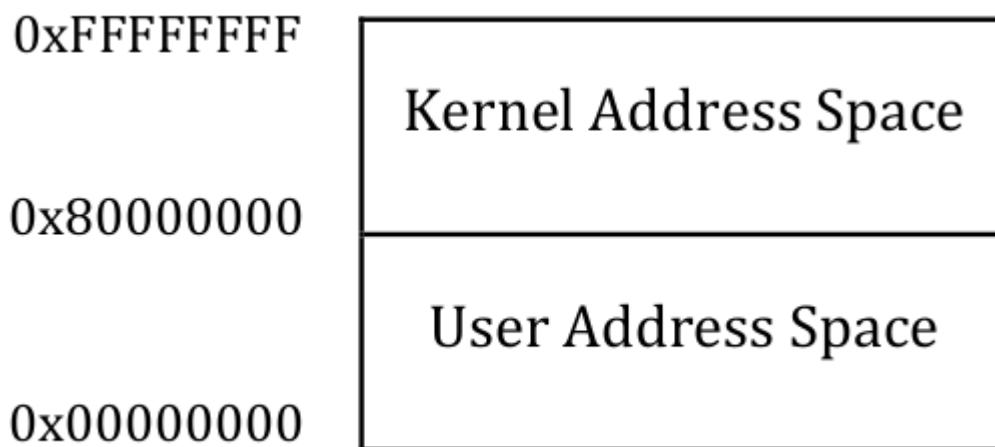 0xFFFFFFFF
Kernel Address Space
0x80000000
User Address Space
0x00000000